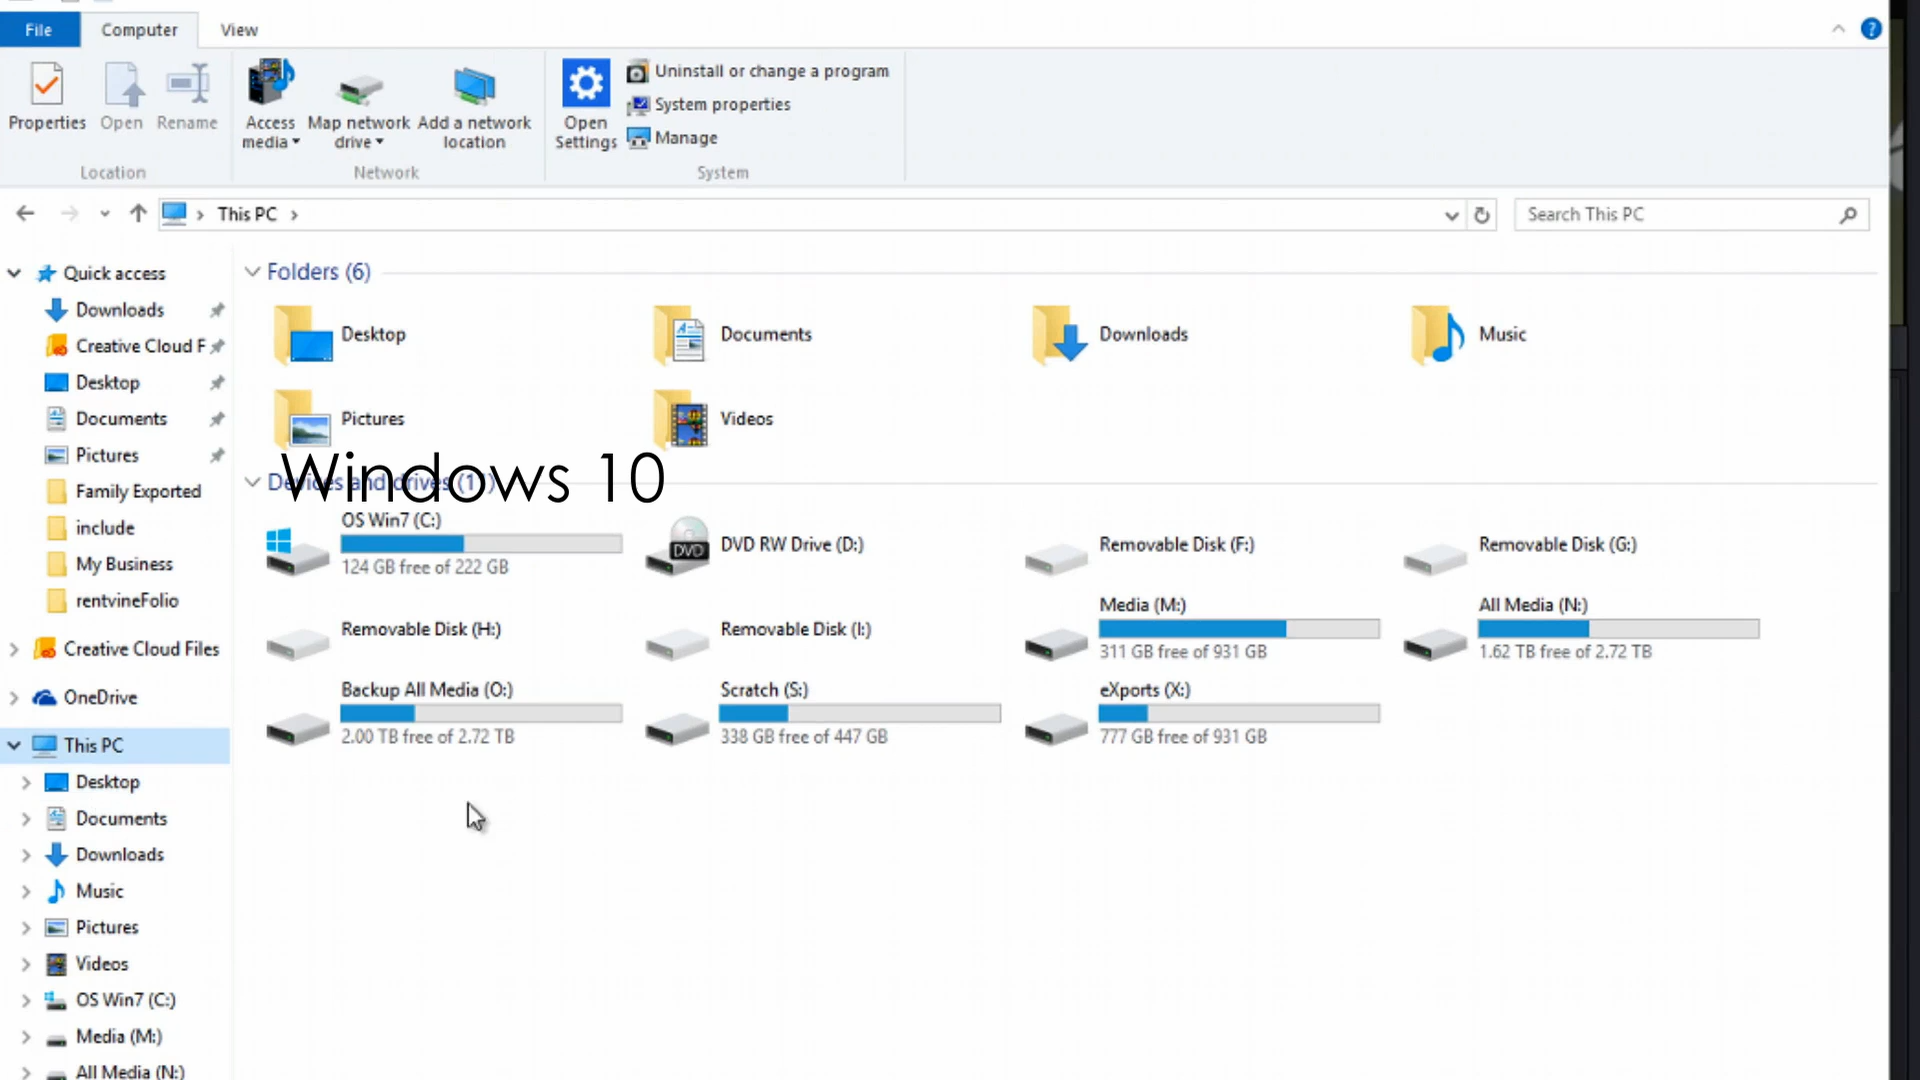 File Computer View
Uninstall or change a program
System properties
Manage
Properties Open Rename
Access media
Map network drive
Add a network location
Open Settings
Location Network System
This PC
Search This PC
Quick access
Downloads
Creative Cloud F
Desktop
Documents
Pictures
Family Exported
include
My Business
rentvineFolio
Creative Cloud Files
OneDrive
This PC
Desktop
Documents
Downloads
Music
Pictures
Videos
OS Win7 (C:)
Media (M:)
All Media (N:)
Folders (6)
Desktop
Documents
Downloads
Music
Pictures
Videos
Devices and drives (11)
Windows 10
OS Win7 (C:)
124 GB free of 222 GB
DVD
DVD RW Drive (D:)
Removable Disk (F:)
Removable Disk (G:)
Removable Disk (H:)
Removable Disk (I:)
Media (M:)
311 GB free of 931 GB
All Media (N:)
1.62 TB free of 2.72 TB
Backup All Media (O:)
2.00 TB free of 2.72 TB
Scratch (S:)
338 GB free of 447 GB
eXports (X:)
777 GB free of 931 GB